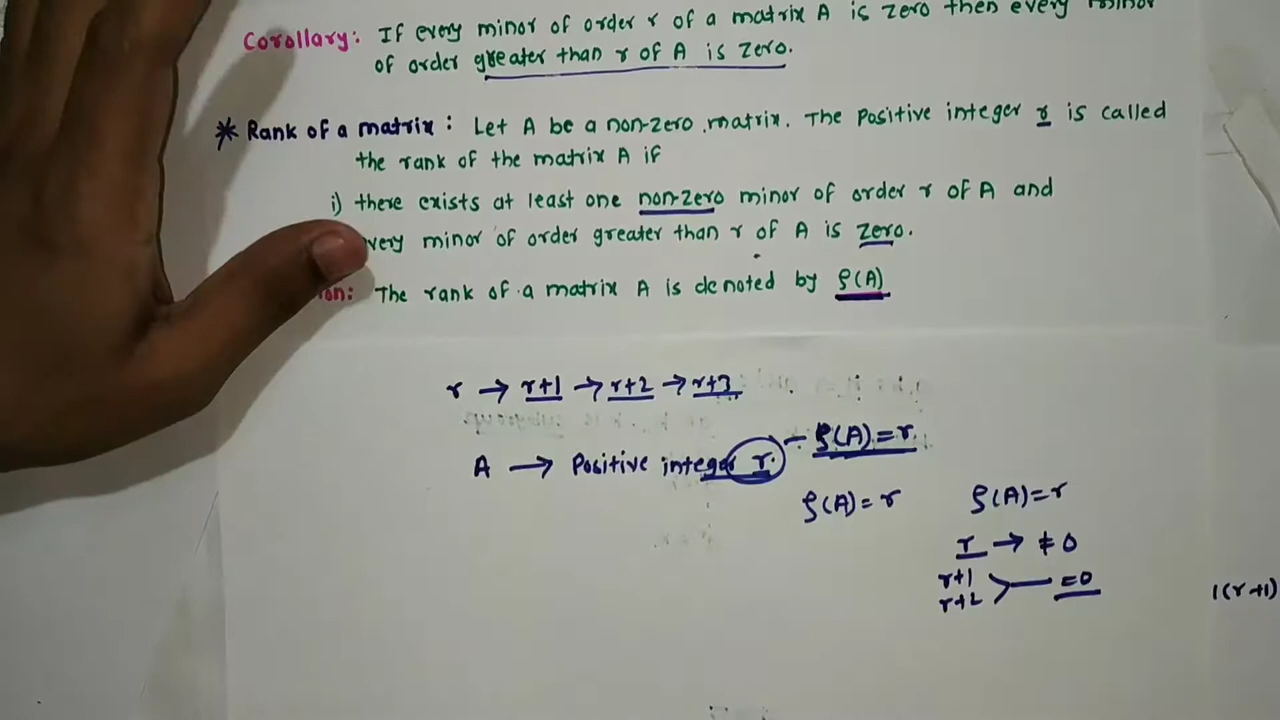 Corollary: If every minor of order r of a matrix A is zero then every minor
of order greater than r of A is zero.
* Rank of a matrix: Let A be a non-zero matrix. The Positive integer r is called
the rank of the matrix A if
i) there exists at least one non-zero minor of order r of A and
very minor of order greater than r of A is zero.
ion: The rank of a matrix A is denoted by ρ(A)
r → r+1 → r+2 → r+3
A → Positive integer r. – ρ(A)=r.
ρ(A)=r ρ(A)=r
r → ≠0
r+1
r+2 =0
1(r+1)